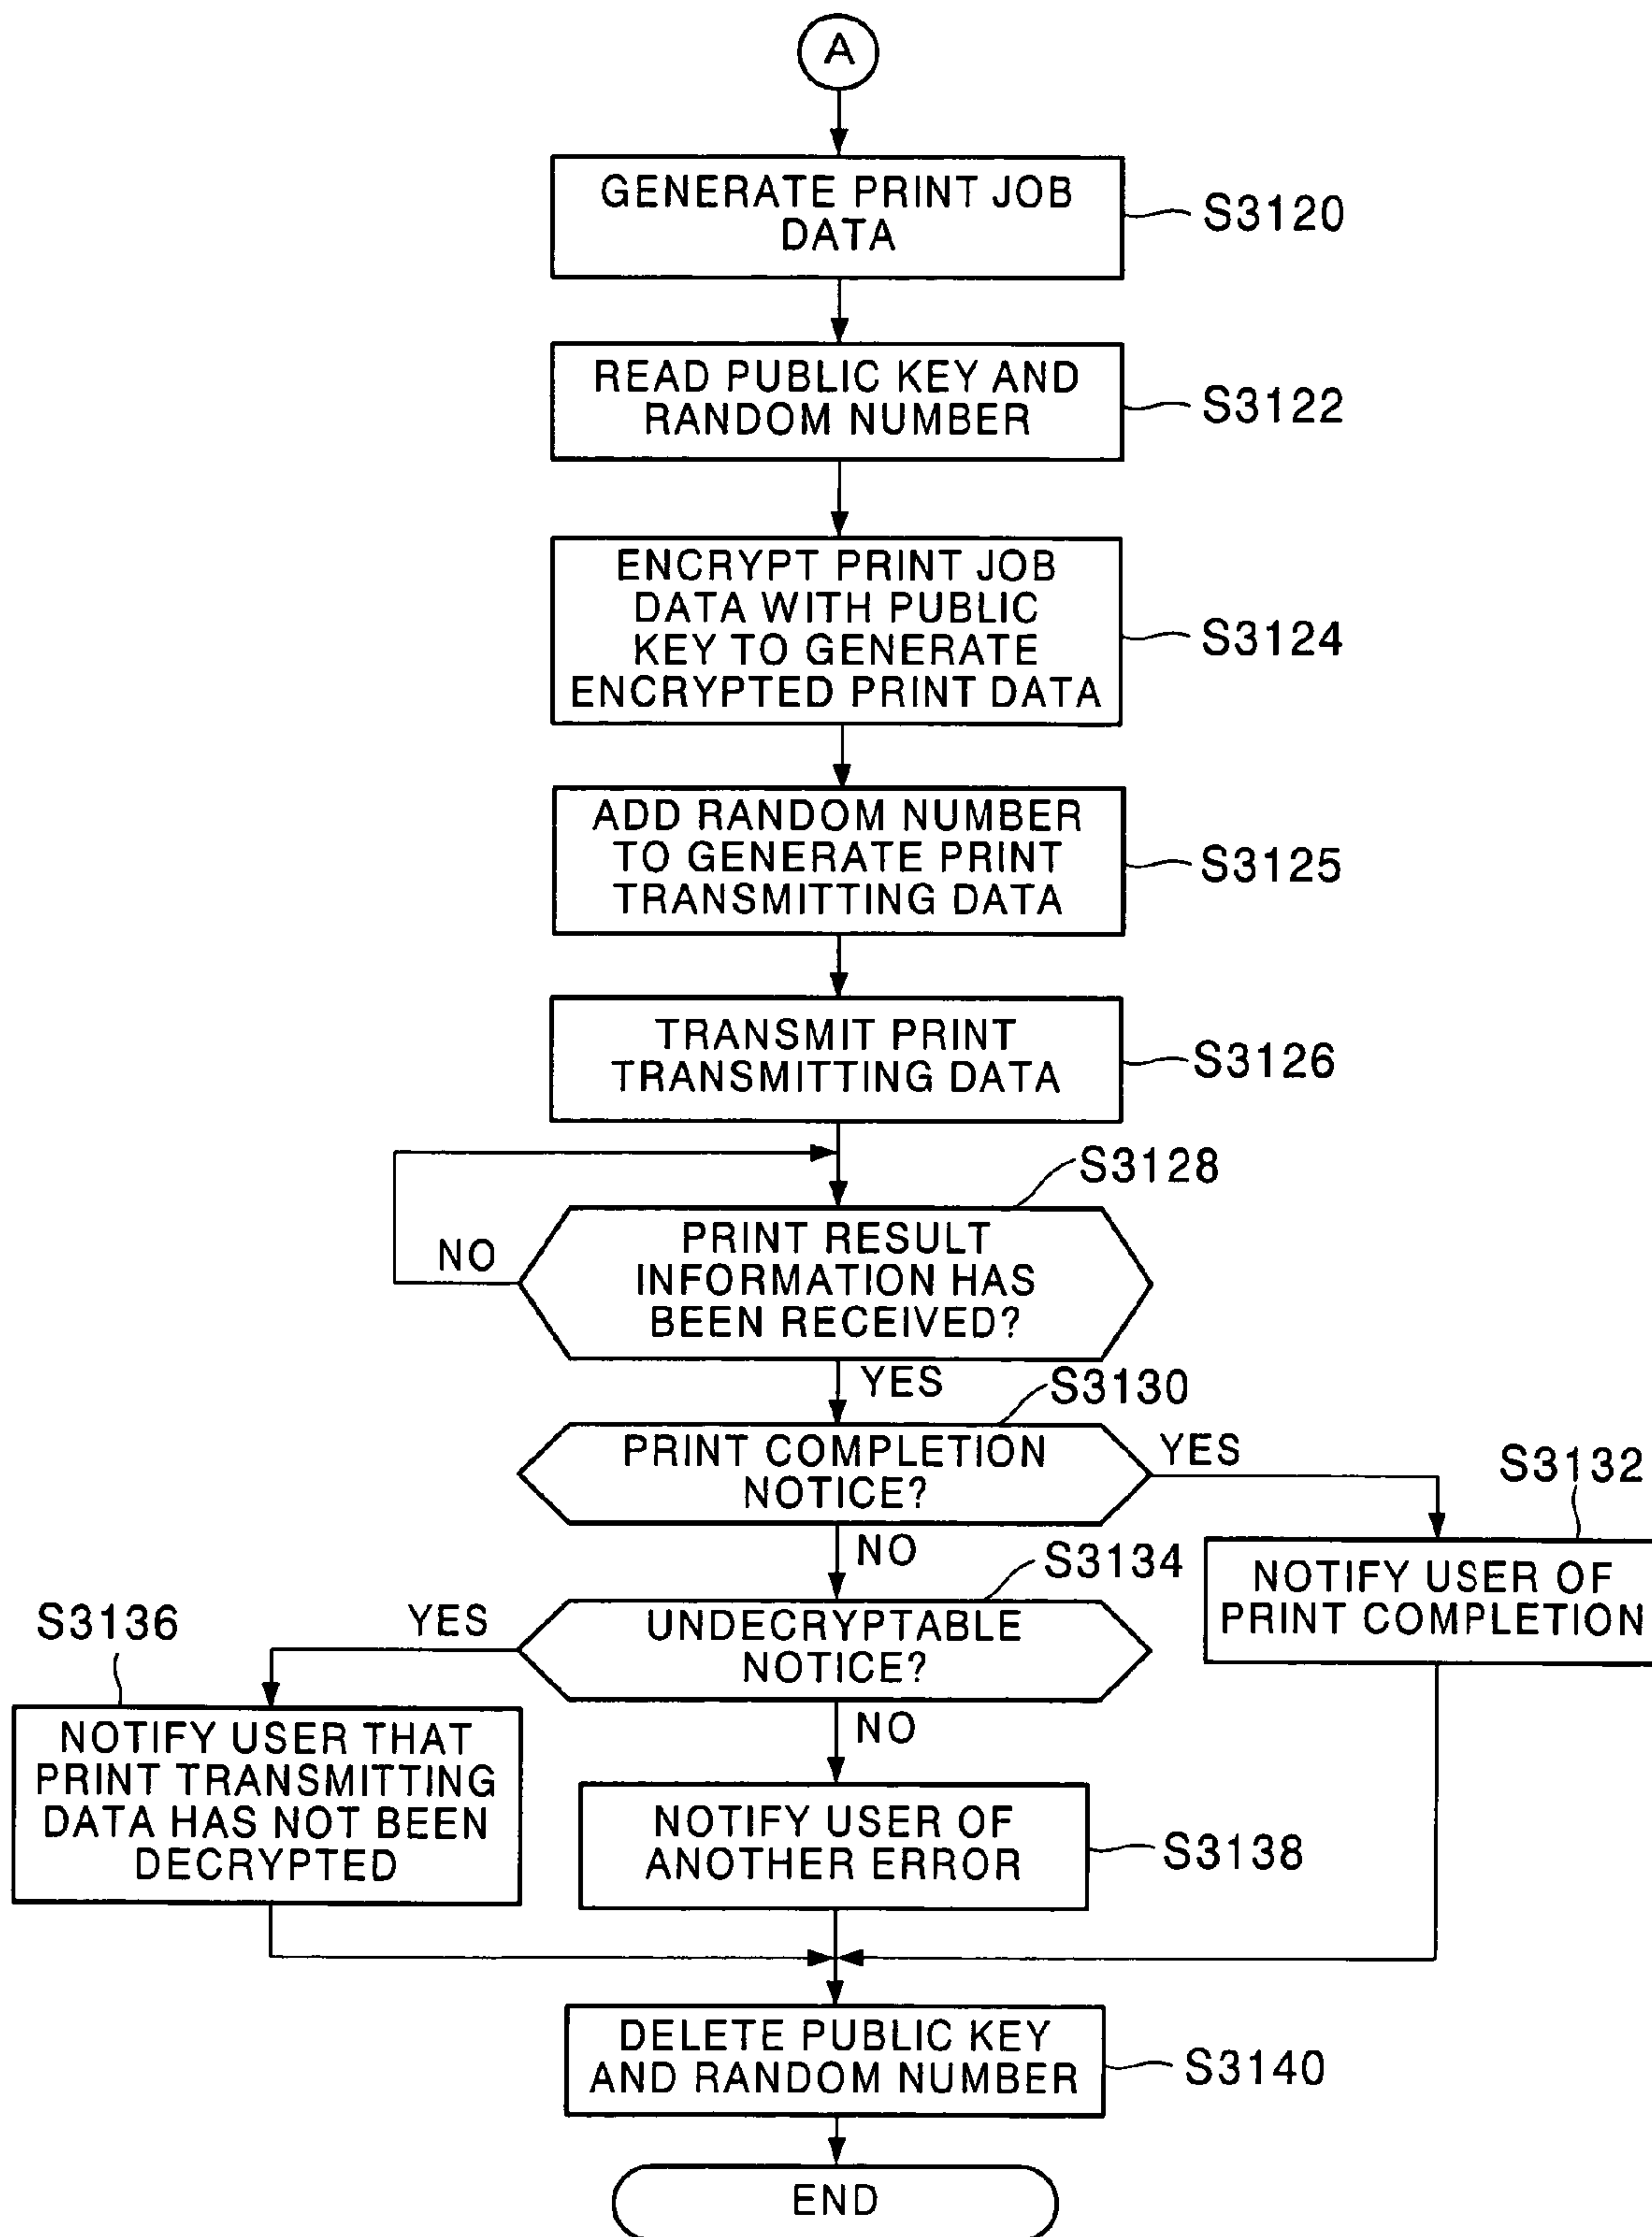 A
GENERATE PRINT JOB
DATA
S3120
READ PUBLIC KEY AND
RANDOM NUMBER
S3122
ENCRYPT PRINT JOB
DATA WITH PUBLIC
KEY TO GENERATE
ENCRYPTED PRINT DATA
S3124
ADD RANDOM NUMBER
TO GENERATE PRINT
TRANSMITTING DATA
S3125
TRANSMIT PRINT
TRANSMITTING DATA
S3126
S3128
NO
PRINT RESULT
INFORMATION HAS
BEEN RECEIVED?
YES
S3130
PRINT COMPLETION
NOTICE?
YES
S3132
NOTIFY USER OF
PRINT COMPLETION
NO
S3134
UNDECRYPTABLE
NOTICE?
YES
S3136
NOTIFY USER THAT
PRINT TRANSMITTING
DATA HAS NOT BEEN
DECRYPTED
NO
NOTIFY USER OF
ANOTHER ERROR
S3138
DELETE PUBLIC KEY
AND RANDOM NUMBER
S3140
END